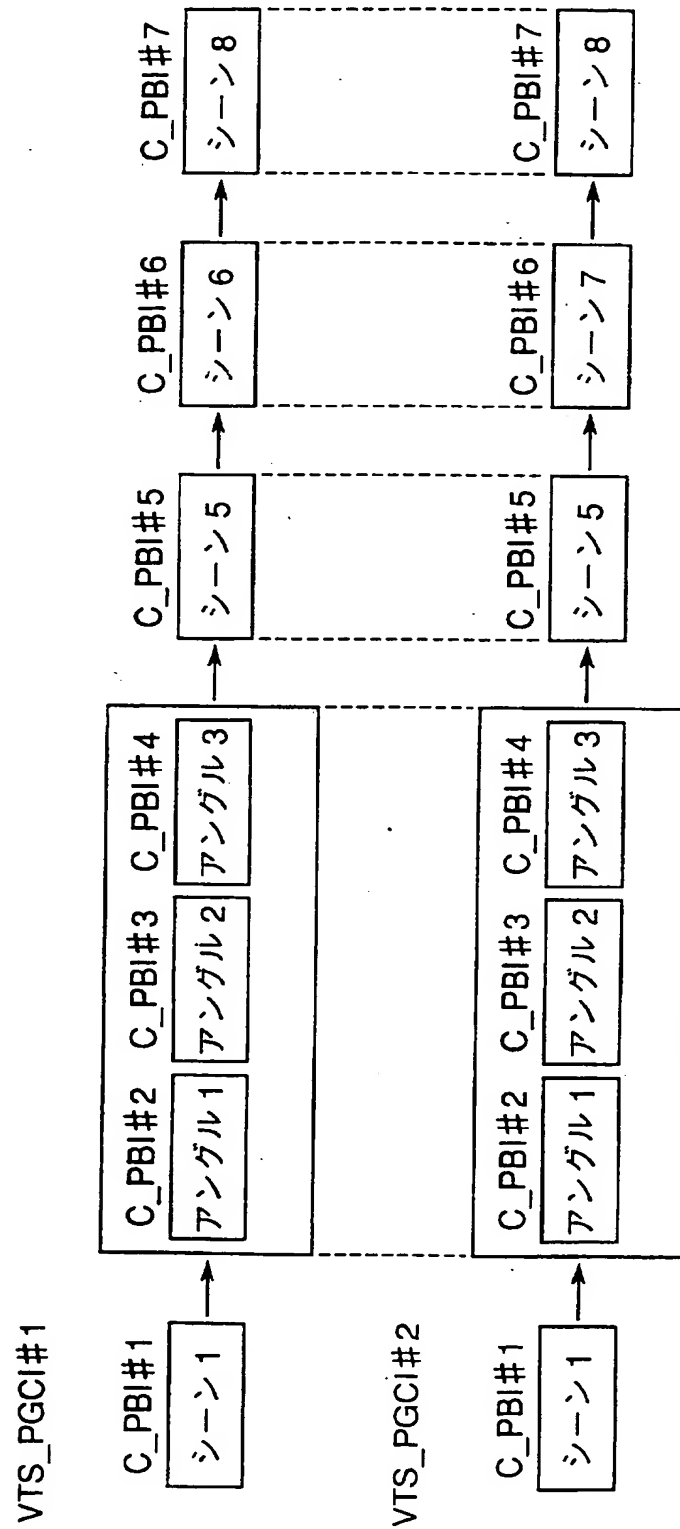 VTS_PGCI#1
C_PBI#1
シーン1
C_PBI#2
アングル1
C_PBI#3
アングル2
C_PBI#4
アングル3
C_PBI#5
シーン5
C_PBI#6
シーン6
C_PBI#7
シーン8
VTS_PGCI#2
C_PBI#1
シーン1
C_PBI#2
アングル1
C_PBI#3
アングル2
C_PBI#4
アングル3
C_PBI#5
シーン5
C_PBI#6
シーン7
C_PBI#7
シーン8